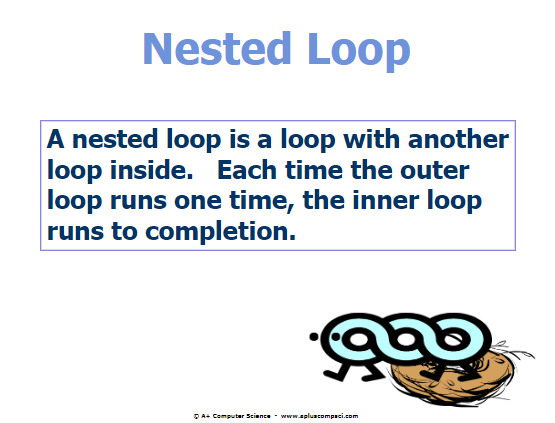 Nested Loop
A nested loop is a loop with another
loop inside.   Each time the outer
loop runs one time, the inner loop
runs to completion.
© A+ Computer Science - www.apluscompsci.com